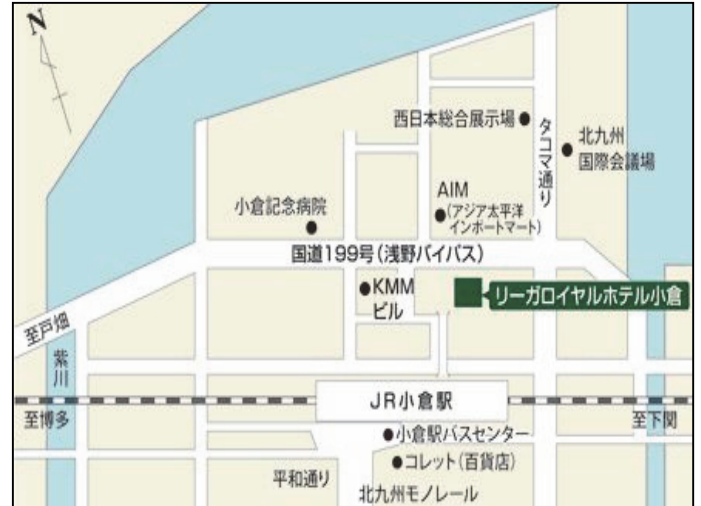 N
西日本総合展示場
タコマ通り
北九州
国際会議場
AIM
(アジア太平洋
インポートマート)
小倉記念病院
国道199号(浅野バイパス)
KMM
ビル
リーガロイヤルホテル小倉
至戸畑
紫川
JR小倉駅
至博多
至下関
小倉駅バスセンター
コレット(百貨店)
平和通り
北九州モノレール